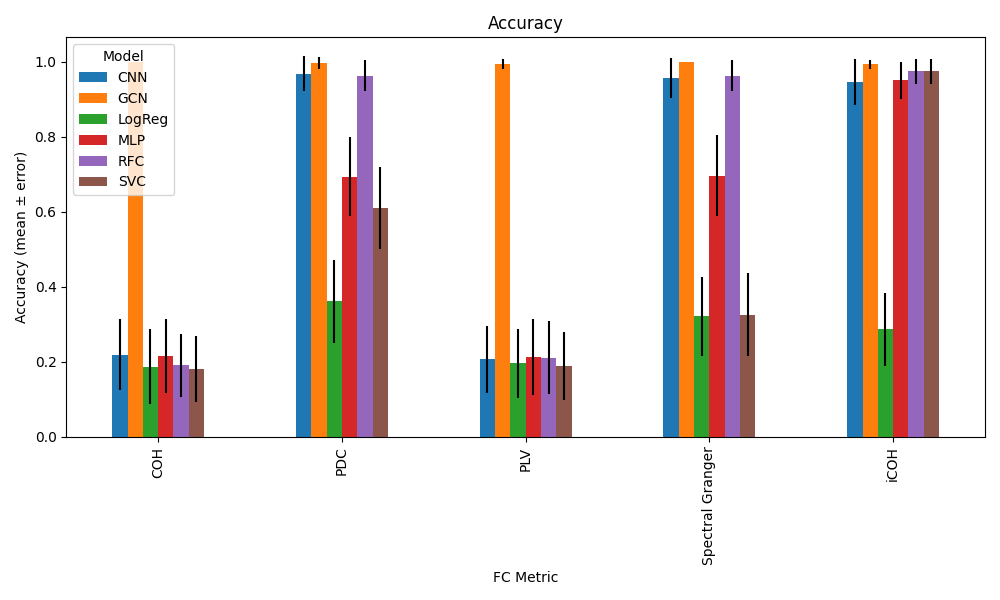 Accuracy
Model
CNN
GCN
LogReg
MLP
RFC
SVC
1.0
0.8
0.6
0.4
0.2
0.0
Accuracy (mean ± error)
COH
PDC
PLV
Spectral Granger
iCOH
FC Metric